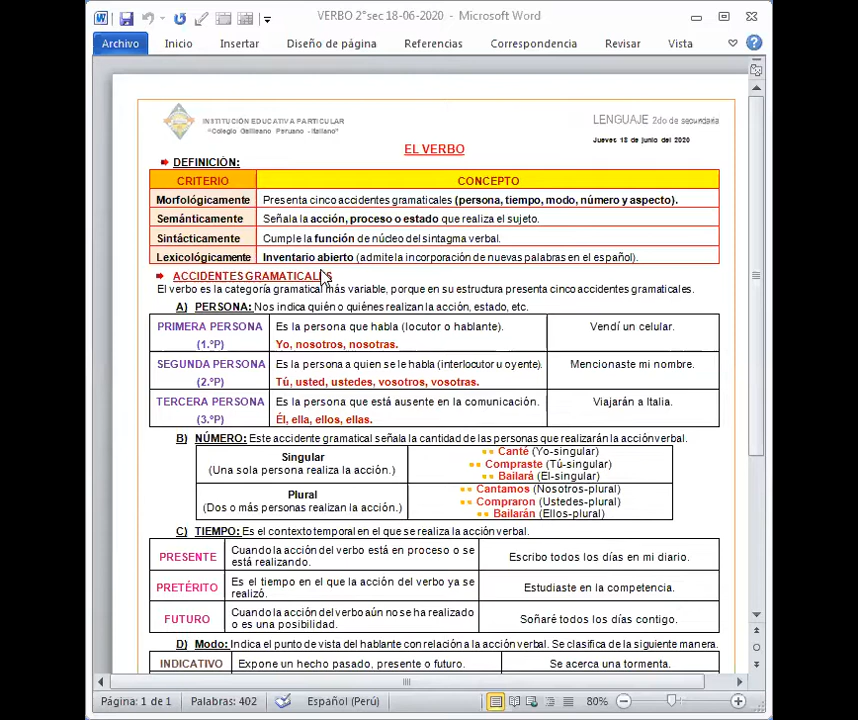 VERBO 2°sec 18-06-2020 - Microsoft Word
Archivo Inicio Insertar Diseño de página Referencias Correspondencia Revisar Vista
INSTITUCIÓN EDUCATIVA PARTICULAR
"Colegio Galileano Peruano -Italiano"
LENGUAJE 2do de secundaria
Jueves 18 de junio del 2020
EL VERBO
DEFINICIÓN:
CRITERIO CONCEPTO
Morfológicamente Presenta cinco accidentes gramaticales (persona, tiempo, modo, número y aspecto).
Semánticamente Señala la acción, proceso o estado que realiza el sujeto.
Sintácticamente Cumple la función de núcleo del sintagma verbal.
Lexicológicamente Inventario abierto (admite la incorporación de nuevas palabras en el español).
ACCIDENTES GRAMATICALES
El verbo es la categoría gramatical más variable, porque en su estructura presenta cinco accidentes gramaticales.
A) PERSONA: Nos indica quién o quiénes realizan la acción, estado, etc.
PRIMERA PERSONA Es la persona que habla (locutor o hablante). Vendí un celular.
(1.ºP) Yo, nosotros, nosotras.
SEGUNDA PERSONA Es la persona a quien se le habla (interlocutor u oyente). Mencionaste mi nombre.
(2.ºP) Tú, usted, ustedes, vosotros, vosotras.
TERCERA PERSONA Es la persona que está ausente en la comunicación. Viajarán a Italia.
(3.ºP) Él, ella, ellos, ellas.
B) NÚMERO: Este accidente gramatical señala la cantidad de las personas que realizarán la acción verbal.
Singular
(Una sola persona realiza la acción.)
Canté (Yo-singular)
Compraste (Tú-singular)
Bailará (El-singular)
Plural
(Dos o más personas realizan la acción.)
Cantamos (Nosotros-plural)
Compraron (Ustedes-plural)
Bailarán (Ellos-plural)
C) TIEMPO: Es el contexto temporal en el que se realiza la acción verbal.
PRESENTE Cuando la acción del verbo está en proceso o se Escribo todos los días en mi diario.
está realizando.
PRETÉRITO Es el tiempo en el que la acción del verbo ya se Estudiaste en la competencia.
realizó.
FUTURO Cuando la acción del verbo aún no se ha realizado Soñaré todos los días contigo.
o es una posibilidad.
D) Modo: Indica el punto de vista del hablante con relación a la acción verbal. Se clasifica de la siguiente manera.
INDICATIVO Expone un hecho pasado, presente o futuro. Se acerca una tormenta.
Página: 1 de 1 Palabras: 402 Español (Perú) 80%